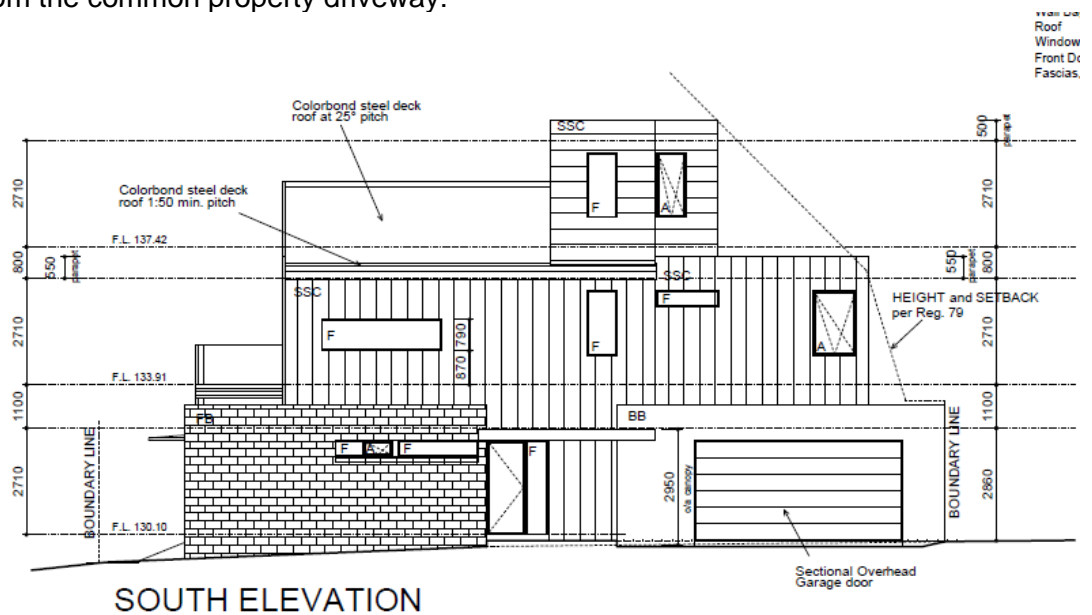 from the common property driveway.
Roof
Window
Front Do
Fascias,
Colorbond steel deck
roof at 25° pitch
SSC
500
parapet
2710
2710
Colorbond steel deck
roof 1:50 min. pitch
F
A
F.L. 137.42
800
550
parapet
SSC
SSC
550
parapet
800
F
F
F
A
HEIGHT and SETBACK
per Reg. 79
2710
790
870
2710
F.L. 133.91
1100
FB
BB
1100
BOUNDARY LINE
F
A
F
F
2950
o/a canopy
BOUNDARY LINE
2710
2860
F.L. 130.10
Sectional Overhead
Garage door
SOUTH ELEVATION